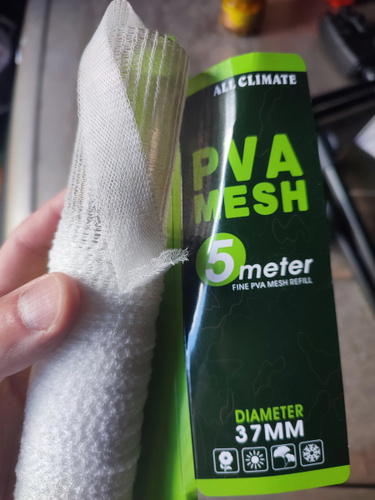 ALL CLIMATE
PVA
MESH
5 meter
FINE PVA MESH REFILL
DIAMETER
37MM